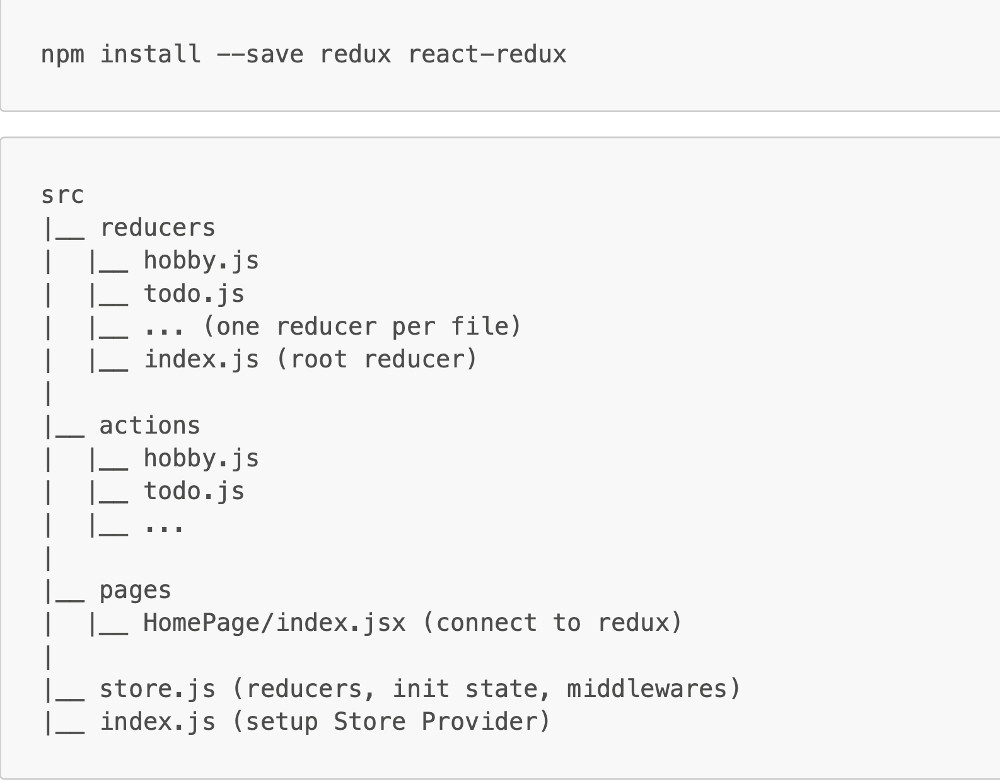 npm install --save redux react-redux
src
|__ reducers
|  |__ hobby.js
|  |__ todo.js
|  |__ ... (one reducer per file)
|  |__ index.js (root reducer)
|
|__ actions
|  |__ hobby.js
|  |__ todo.js
|  |__ ...
|
|__ pages
|  |__ HomePage/index.jsx (connect to redux)
|
|__ store.js (reducers, init state, middlewares)
|__ index.js (setup Store Provider)